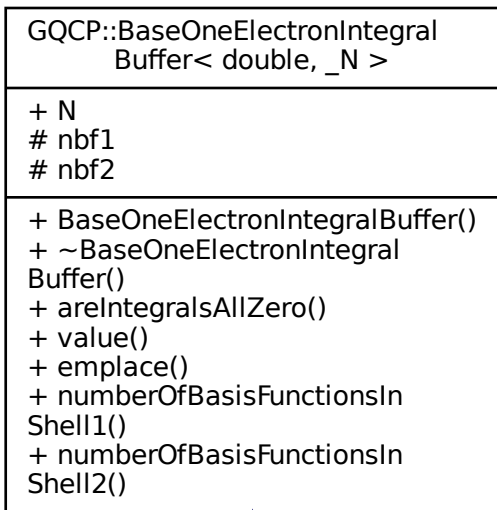 GQCP::BaseOneElectronIntegral
Buffer< double, _N >
+ N
# nbf1
# nbf2
+ BaseOneElectronIntegralBuffer()
+ ~BaseOneElectronIntegral
Buffer()
+ areIntegralsAllZero()
+ value()
+ emplace()
+ numberOfBasisFunctionsIn
Shell1()
+ numberOfBasisFunctionsIn
Shell2()